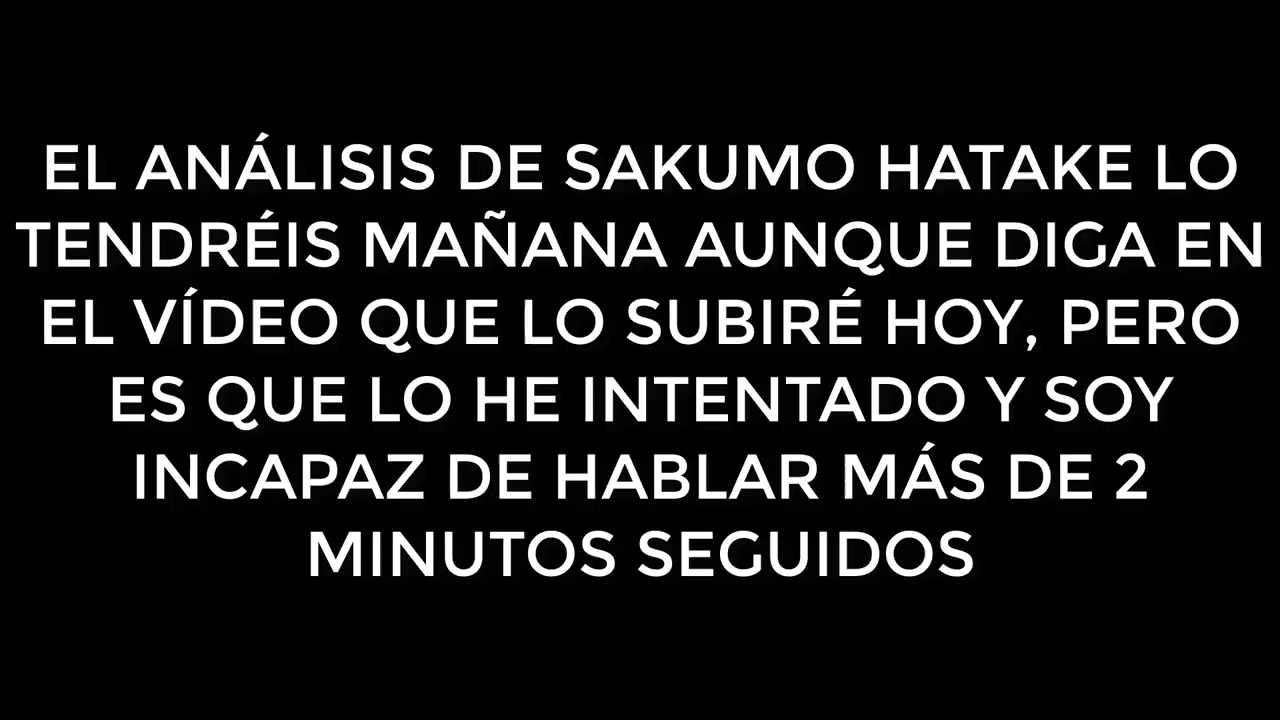 EL ANÁLISIS DE SAKUMO HATAKE LO
TENDRÉIS MAÑANA AUNQUE DIGA EN
EL VÍDEO QUE LO SUBIRÉ HOY, PERO
ES QUE LO HE INTENTADO Y SOY
INCAPAZ DE HABLAR MÁS DE 2
MINUTOS SEGUIDOS